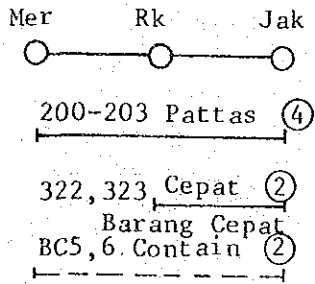 Mer Rk Jak
200-203 Pattas ④
322,323 Cepat ②
Barang Cepat
BC5,6 Contain ②